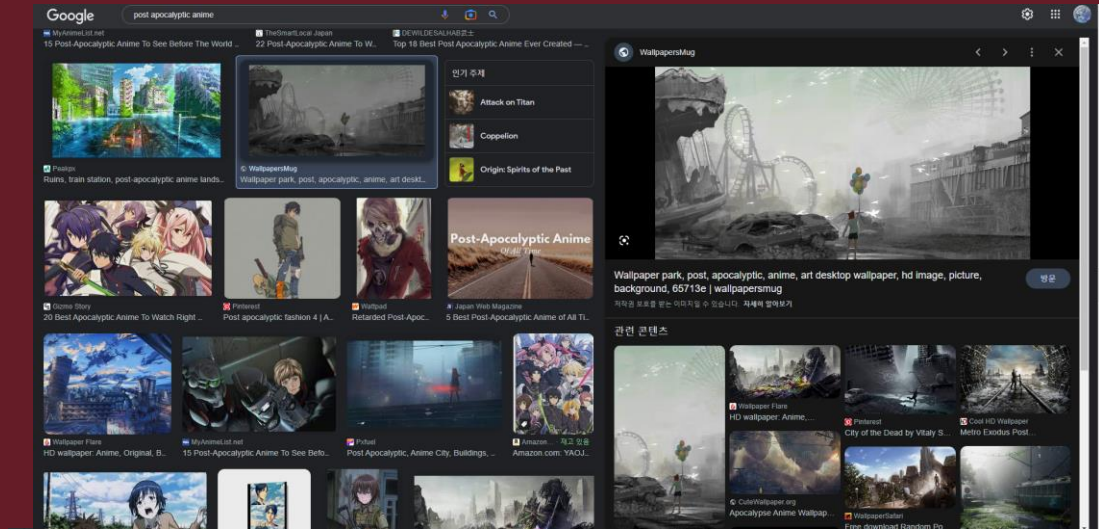 Google
post apocalyptic anime
MyAnimeList.net
15 Post-Apocalyptic Anime To See Before The World ...
TheSmartLocal Japan
22 Post-Apocalyptic Anime To W...
DEWILDESALHAB武士
Top 18 Best Post Apocalyptic Anime Ever Created — ...
Peakpx
Ruins, train station, post-apocalyptic anime lands...
WallpapersMug
Wallpaper park, post, apocalyptic, anime, art deskt...
인기 주제
Attack on Titan
Coppelion
Origin: Spirits of the Past
Post-Apocalyptic Anime
Of All Time
Gizmo Story
20 Best Apocalyptic Anime To Watch Right ...
Pinterest
Post apocalyptic fashion 4 | A...
Wattpad
Retarded Post-Apoc...
Japan Web Magazine
5 Best Post-Apocalyptic Anime of All Ti...
Wallpaper Flare
HD wallpaper: Anime, Original, B...
MyAnimeList.net
15 Post-Apocalyptic Anime To See Befo...
Pxfuel
Post Apocalyptic, Anime City, Buildings, ...
Amazon... · 재고 있음
Amazon.com: YAOJ...
WallpapersMug
Wallpaper park, post, apocalyptic, anime, art desktop wallpaper, hd image, picture,
background, 65713e | wallpapersmug
방문
저작권 보호를 받는 이미지일 수 있습니다. 자세히 알아보기
관련 콘텐츠
Wallpaper Flare
HD wallpaper: Anime,...
Pinterest
City of the Dead by Vitaly S...
Cool HD Wallpaper
Metro Exodus Post...
CuteWallpaper.org
Apocalypse Anime Wallpap...
WallpaperSafari
Free download Random Po...